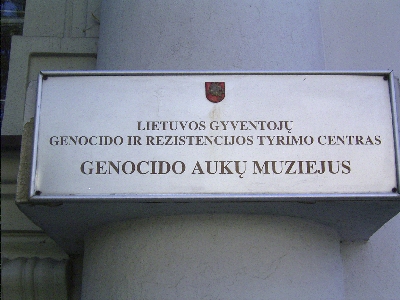 LIETUVOS GYVENTOJŲ
GENOCIDO IR REZISTENCIJOS TYRIMO CENTRAS
GENOCIDO AUKŲ MUZIEJUS